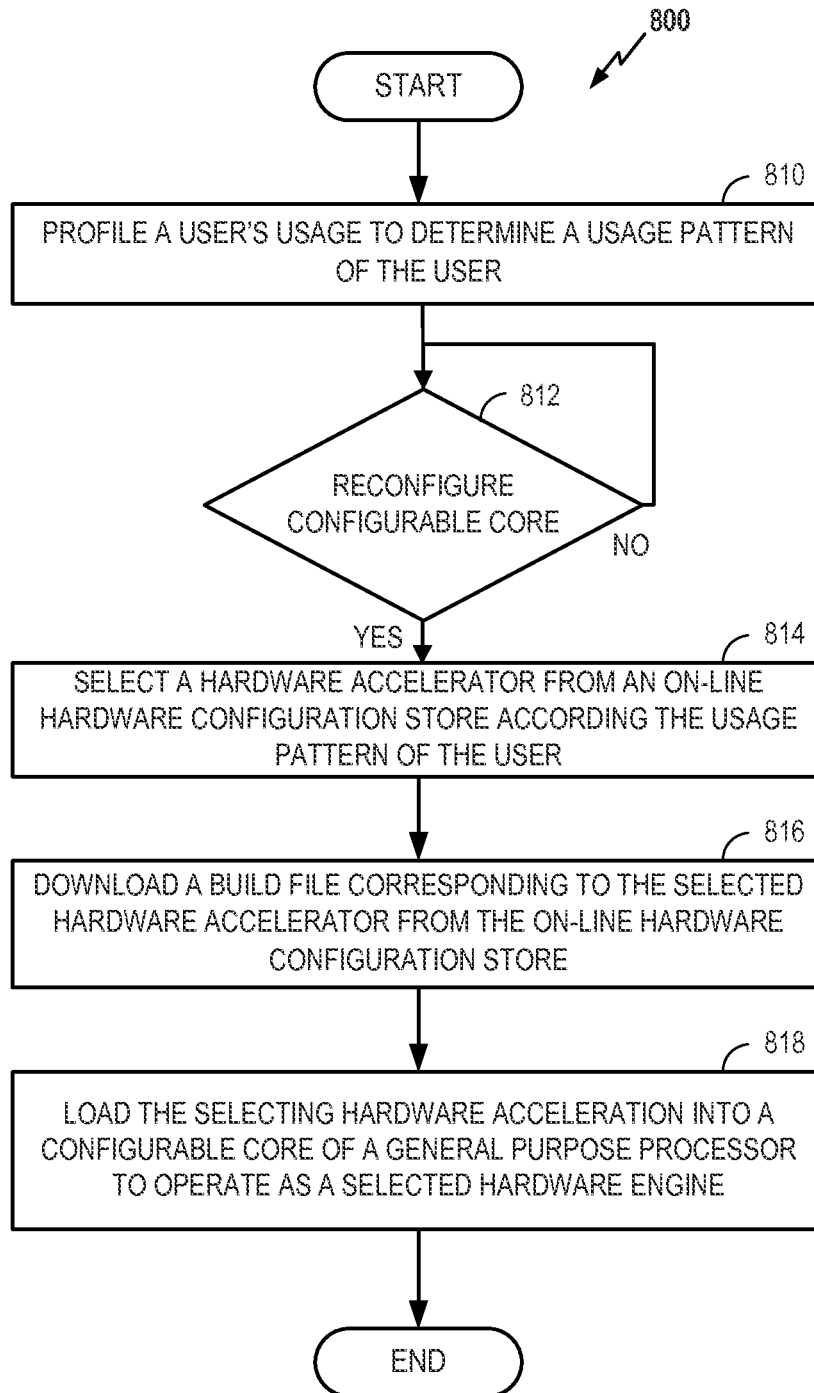 800
START
810
PROFILE A USER'S USAGE TO DETERMINE A USAGE PATTERN
OF THE USER
812
RECONFIGURE
CONFIGURABLE CORE
NO
YES
814
SELECT A HARDWARE ACCELERATOR FROM AN ON-LINE
HARDWARE CONFIGURATION STORE ACCORDING THE USAGE
PATTERN OF THE USER
816
DOWNLOAD A BUILD FILE CORRESPONDING TO THE SELECTED
HARDWARE ACCELERATOR FROM THE ON-LINE HARDWARE
CONFIGURATION STORE
818
LOAD THE SELECTING HARDWARE ACCELERATION INTO A
CONFIGURABLE CORE OF A GENERAL PURPOSE PROCESSOR
TO OPERATE AS A SELECTED HARDWARE ENGINE
END